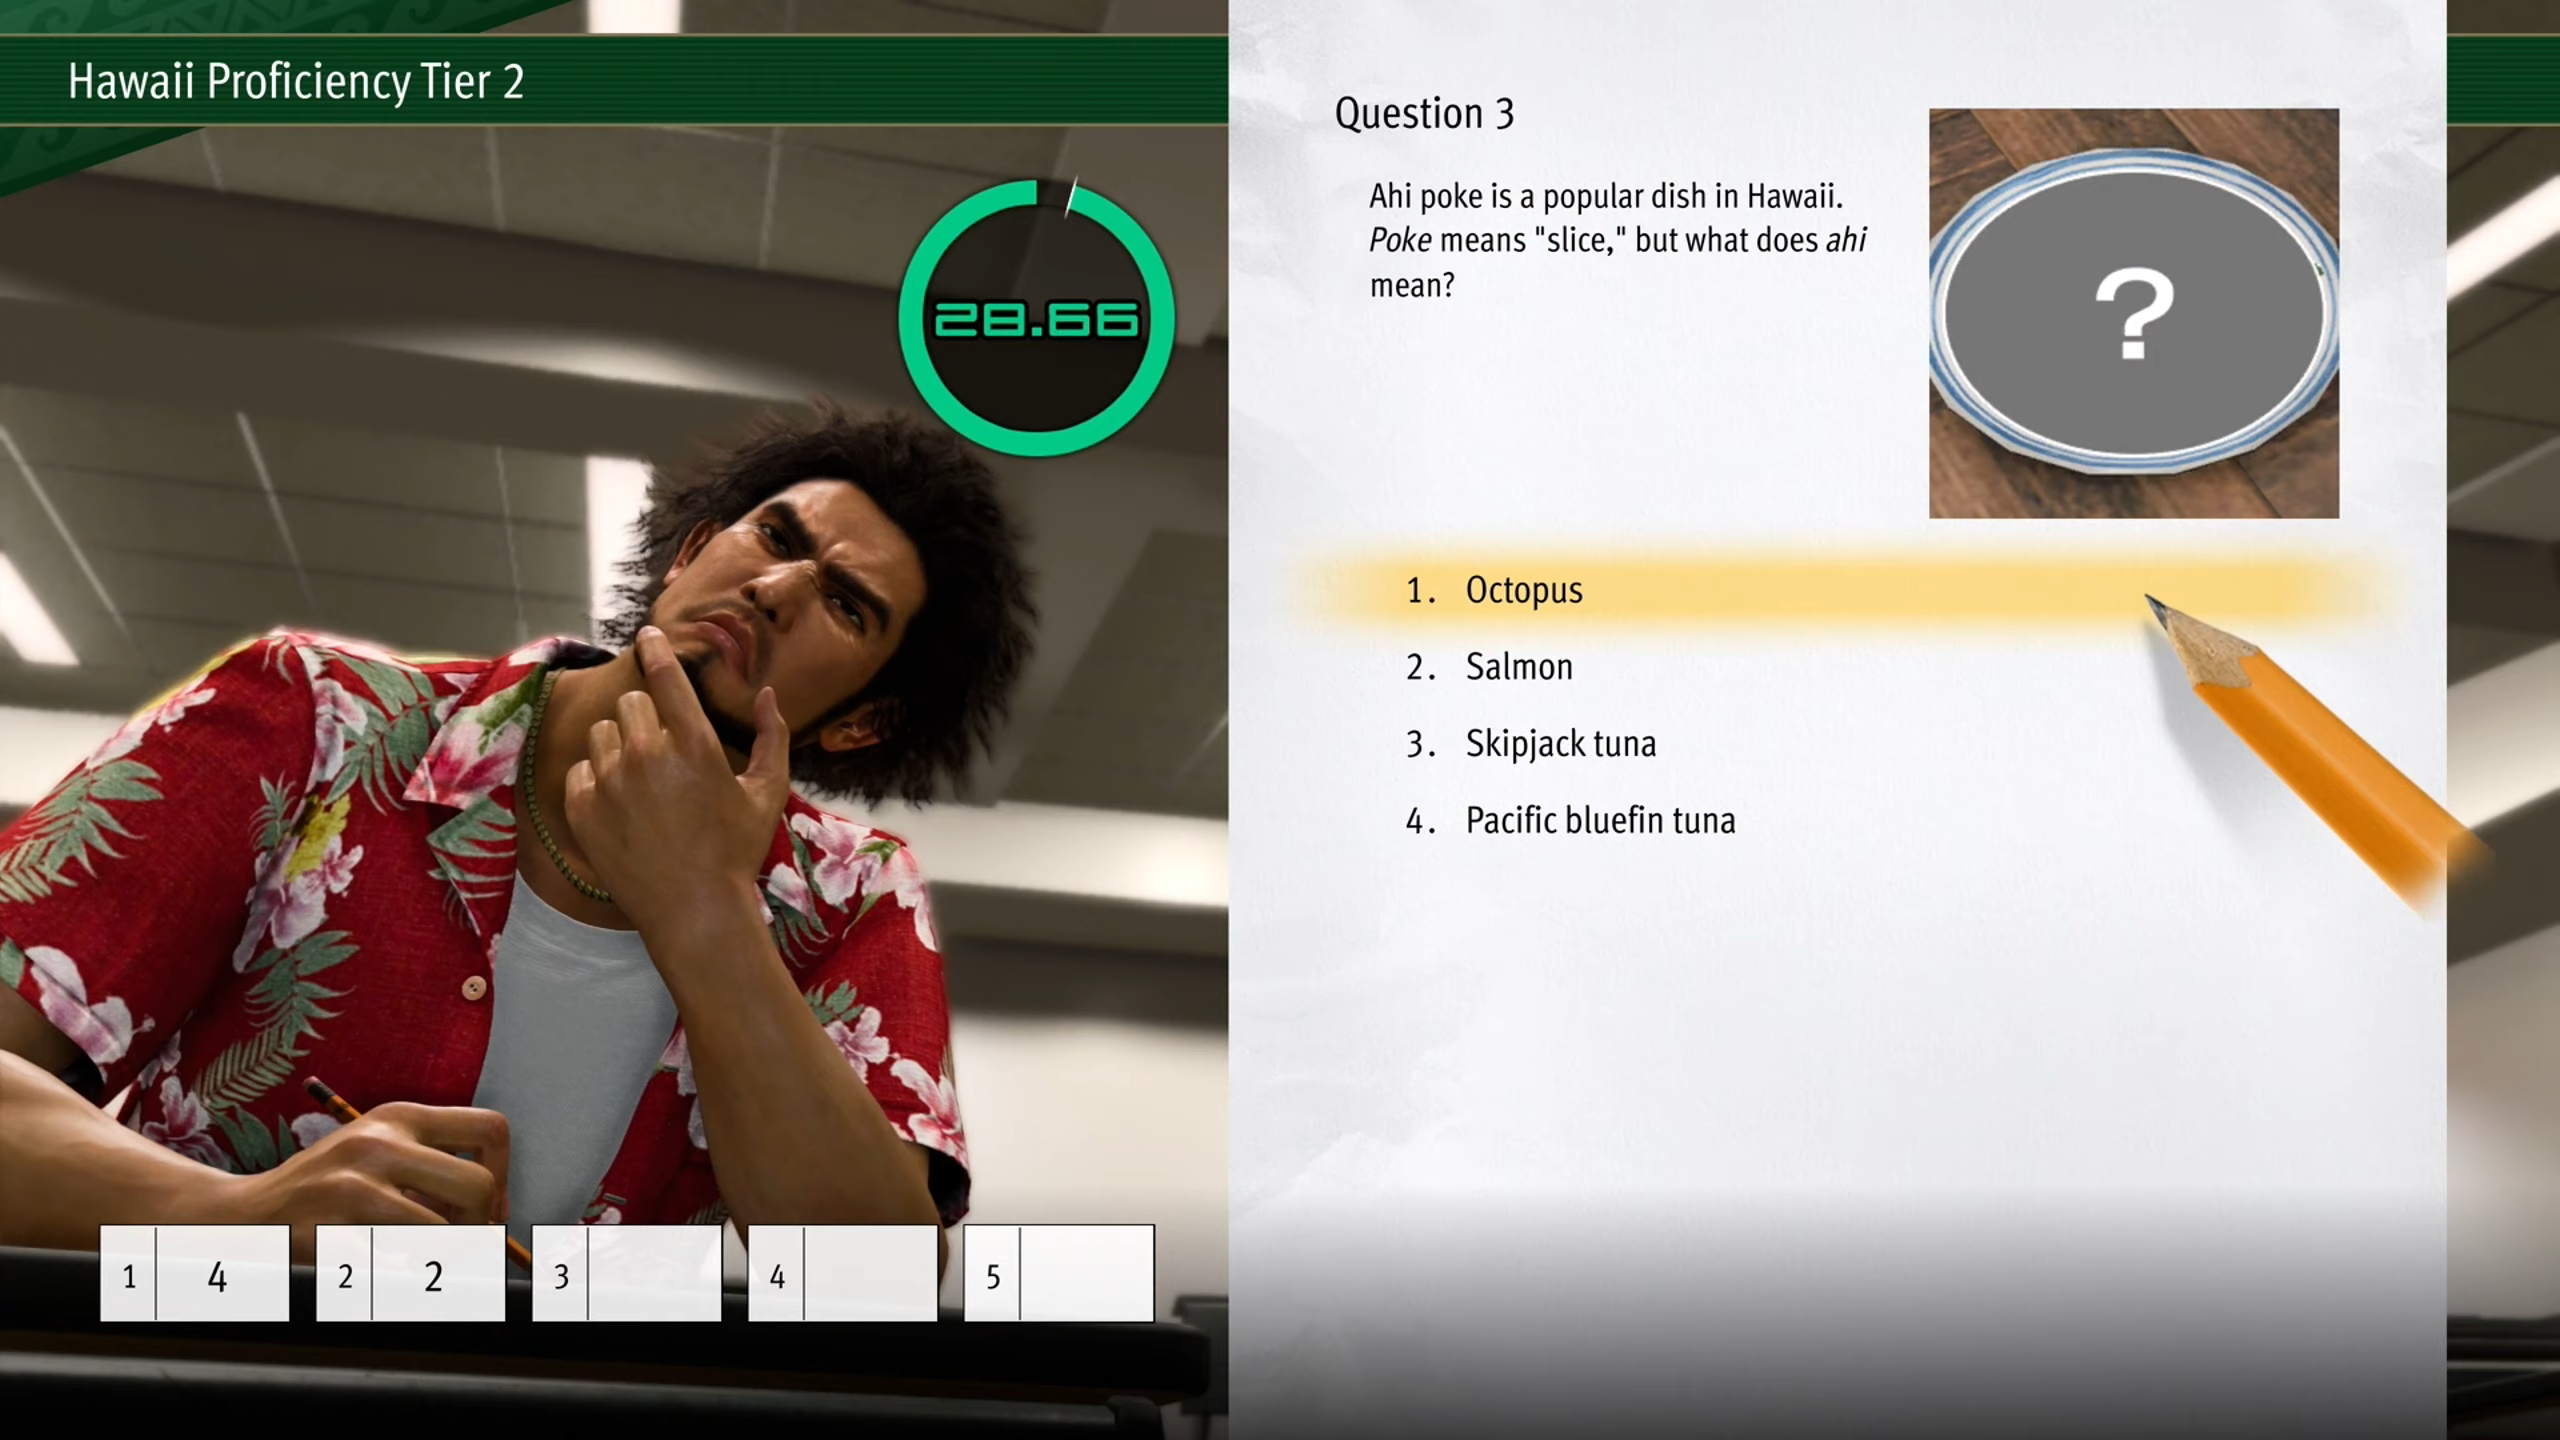 Hawaii Proficiency Tier 2
28.66
Question 3
Ahi poke is a popular dish in Hawaii.
Poke means "slice," but what does ahi
mean?
?
1. Octopus
2. Salmon
3. Skipjack tuna
4. Pacific bluefin tuna
1 4 2 2 3 4 5